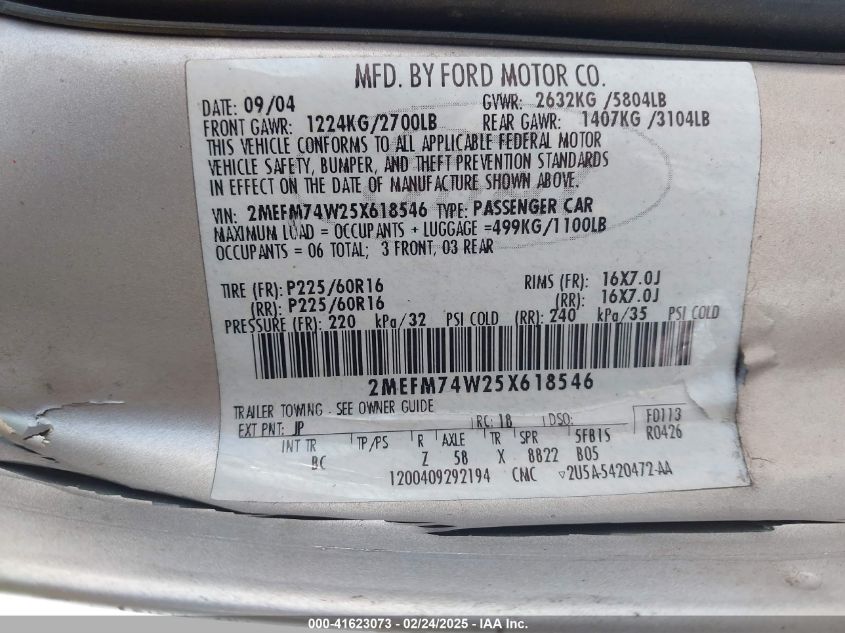 MFD. BY FORD MOTOR CO.
DATE: 09/04 GVWR: 2632KG /5804LB
FRONT GAWR: 1224KG/2700LB REAR GAWR: 1407KG /3104LB
THIS VEHICLE CONFORMS TO ALL APPLICABLE FEDERAL MOTOR
VEHICLE SAFETY, BUMPER, AND THEFT PREVENTION STANDARDS
IN EFFECT ON THE DATE OF MANUFACTURE SHOWN ABOVE.
VIN: 2MEFM74W25X618546 TYPE: PASSENGER CAR
MAXIMUM LOAD = OCCUPANTS + LUGGAGE =499KG/1100LB
OCCUPANTS = 06 TOTAL; 3 FRONT, 03 REAR
TIRE (FR): P225/60R16 RIMS (FR): 16X7.0J
(RR): P225/60R16 (RR): 16X7.0J
PRESSURE (FR): 220 kPa/32 PSI COLD (RR): 240 kPa/35 PSI COLD
2MEFM74W25X618546
TRAILER TOWING - SEE OWNER GUIDE
EXT PNT: JP RC: 18 DSO: F0113
INT TR TP/PS R AXLE TR SPR 5FB15 R0426
BC Z 58 X 8822 B05
1200409292194 CMC ▽2U5A-5420472-AA
000-41623073 - 02/24/2025 - IAAI.com